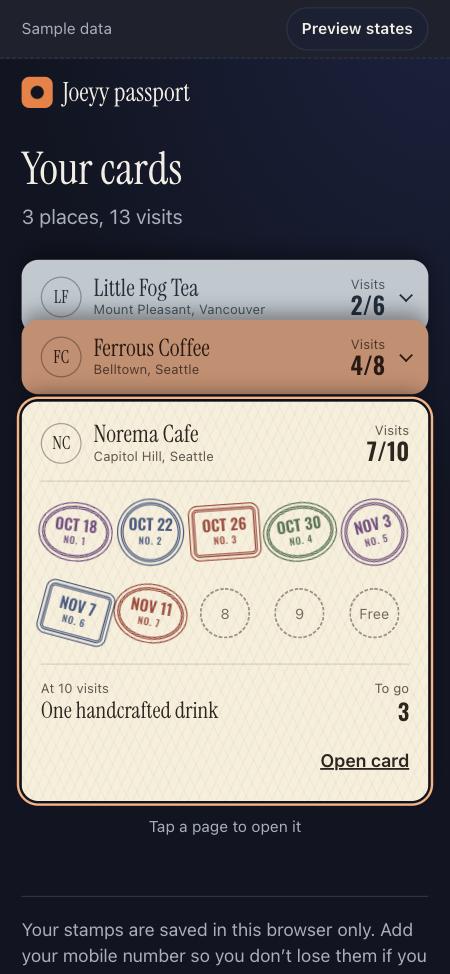 Sample data
Preview states
Joeyy passport
Your cards
3 places, 13 visits
LF
Little Fog Tea
Mount Pleasant, Vancouver
Visits
2/6
FC
Ferrous Coffee
Belltown, Seattle
Visits
4/8
NC
Norema Cafe
Capitol Hill, Seattle
Visits
7/10
OCT 18
NO. 1
OCT 22
NO. 2
OCT 26
NO. 3
OCT 30
NO. 4
NOV 3
NO. 5
NOV 7
NO. 6
NOV 11
NO. 7
8
9
Free
At 10 visits
One handcrafted drink
To go
3
Open card
Tap a page to open it
Your stamps are saved in this browser only. Add
your mobile number so you don’t lose them if you